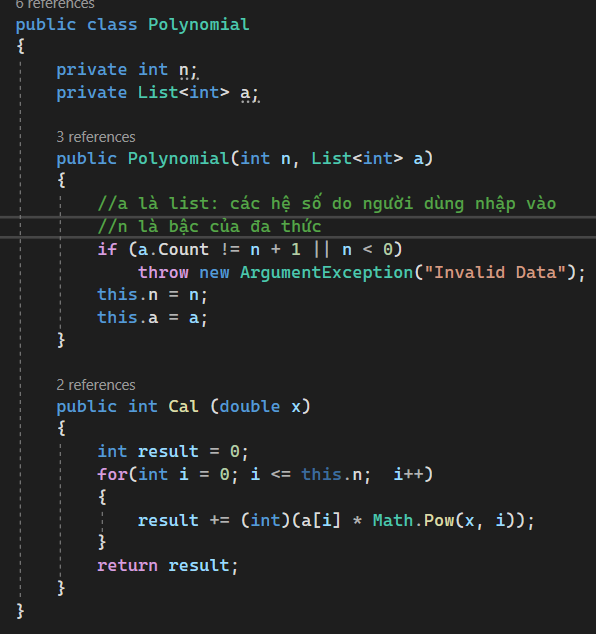 6 references
public class Polynomial
{
    private int n;
    private List<int> a;
    3 references
    public Polynomial(int n, List<int> a)
    {
        //a là list: các hệ số do người dùng nhập vào
        //n là bậc của đa thức
        if (a.Count != n + 1 || n < 0)
            throw new ArgumentException("Invalid Data");
        this.n = n;
        this.a = a;
    }
    2 references
    public int Cal (double x)
    {
        int result = 0;
        for(int i = 0; i <= this.n;  i++)
        {
            result += (int)(a[i] * Math.Pow(x, i));
        }
        return result;
    }
}